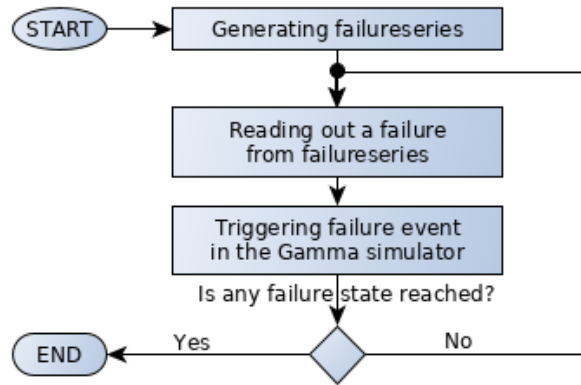 START
Generating failureseries
Reading out a failure
from failureseries
Triggering failure event
in the Gamma simulator
Is any failure state reached?
END
Yes
No